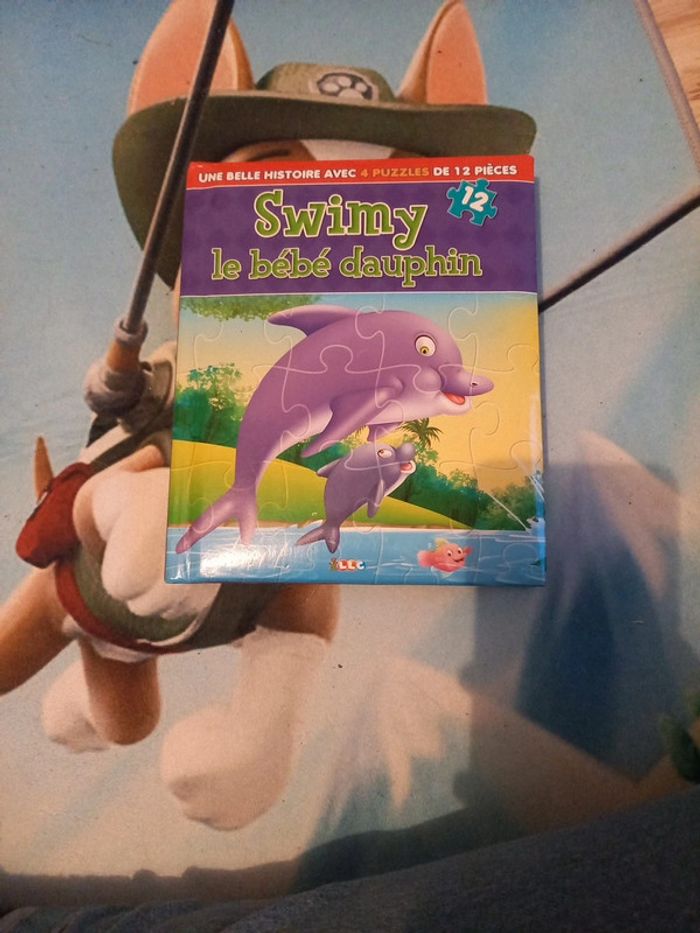 UNE BELLE HISTOIRE AVEC 4 PUZZLES DE 12 PIÈCES
12
Swimy
le bébé dauphin
LLC